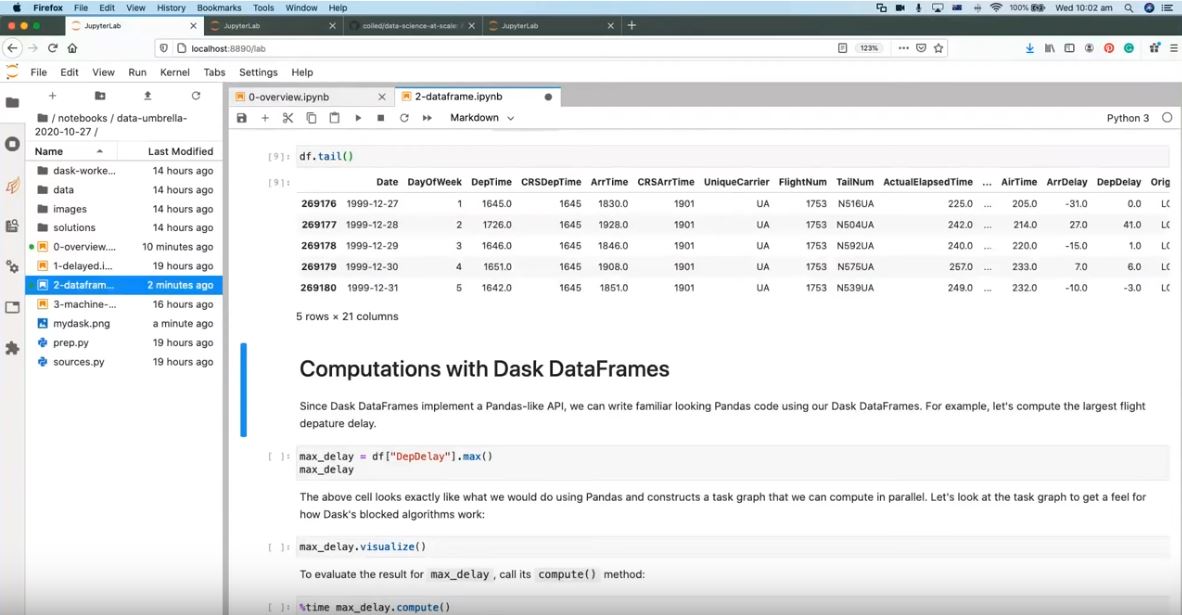 Firefox File Edit View History Bookmarks Tools Window Help 100% Wed 10:02 am
JupyterLab JupyterLab coiled/data-science-at-scale: JupyterLab
localhost:8890/lab 123%
File Edit View Run Kernel Tabs Settings Help
0-overview.ipynb 2-dataframe.ipynb
Markdown Python 3
/ notebooks / data-umbrella-
2020-10-27 /
Name Last Modified
dask-worke... 14 hours ago
data 14 hours ago
images 14 hours ago
solutions 14 hours ago
0-overview.... 10 minutes ago
1-delayed.i... 19 hours ago
2-datafram... 2 minutes ago
3-machine-... 16 hours ago
mydask.png a minute ago
prep.py 19 hours ago
sources.py 19 hours ago
[9]: df.tail()
[9]: Date DayOfWeek DepTime CRSDepTime ArrTime CRSArrTime UniqueCarrier FlightNum TailNum ActualElapsedTime ... AirTime ArrDelay DepDelay Orig
269176 1999-12-27 1 1645.0 1645 1830.0 1901 UA 1753 N516UA 225.0 ... 205.0 -31.0 0.0 LC
269177 1999-12-28 2 1726.0 1645 1928.0 1901 UA 1753 N504UA 242.0 ... 214.0 27.0 41.0 LC
269178 1999-12-29 3 1646.0 1645 1846.0 1901 UA 1753 N592UA 240.0 ... 220.0 -15.0 1.0 LC
269179 1999-12-30 4 1651.0 1645 1908.0 1901 UA 1753 N575UA 257.0 ... 233.0 7.0 6.0 LC
269180 1999-12-31 5 1642.0 1645 1851.0 1901 UA 1753 N539UA 249.0 ... 232.0 -10.0 -3.0 LC
5 rows × 21 columns
Computations with Dask DataFrames
Since Dask DataFrames implement a Pandas-like API, we can write familiar looking Pandas code using our Dask DataFrames. For example, let's compute the largest flight
depature delay.
[ ]: max_delay = df["DepDelay"].max()
max_delay
The above cell looks exactly like what we would do using Pandas and constructs a task graph that we can compute in parallel. Let's look at the task graph to get a feel for
how Dask's blocked algorithms work:
[ ]: max_delay.visualize()
To evaluate the result for max_delay , call its compute() method:
[ ]: %time max_delay.compute()